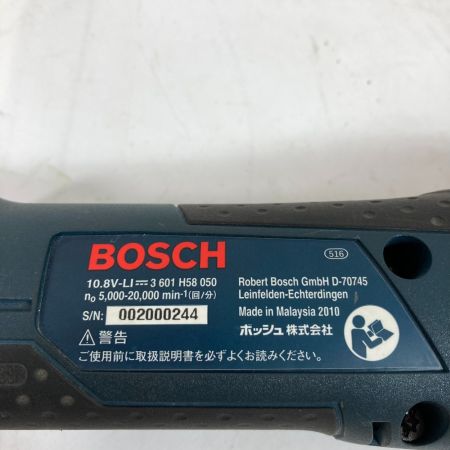 BOSCH
516
10.8V-LI⎓3 601 H58 050
n₀ 5,000-20,000 min⁻¹(回/分)
S/N: 002000244
Robert Bosch GmbH D-70745
Leinfelden-Echterdingen
Made in Malaysia 2010
ボッシュ株式会社
⚠警告
ご使用前に取扱説明書を必ずよくお読みください。